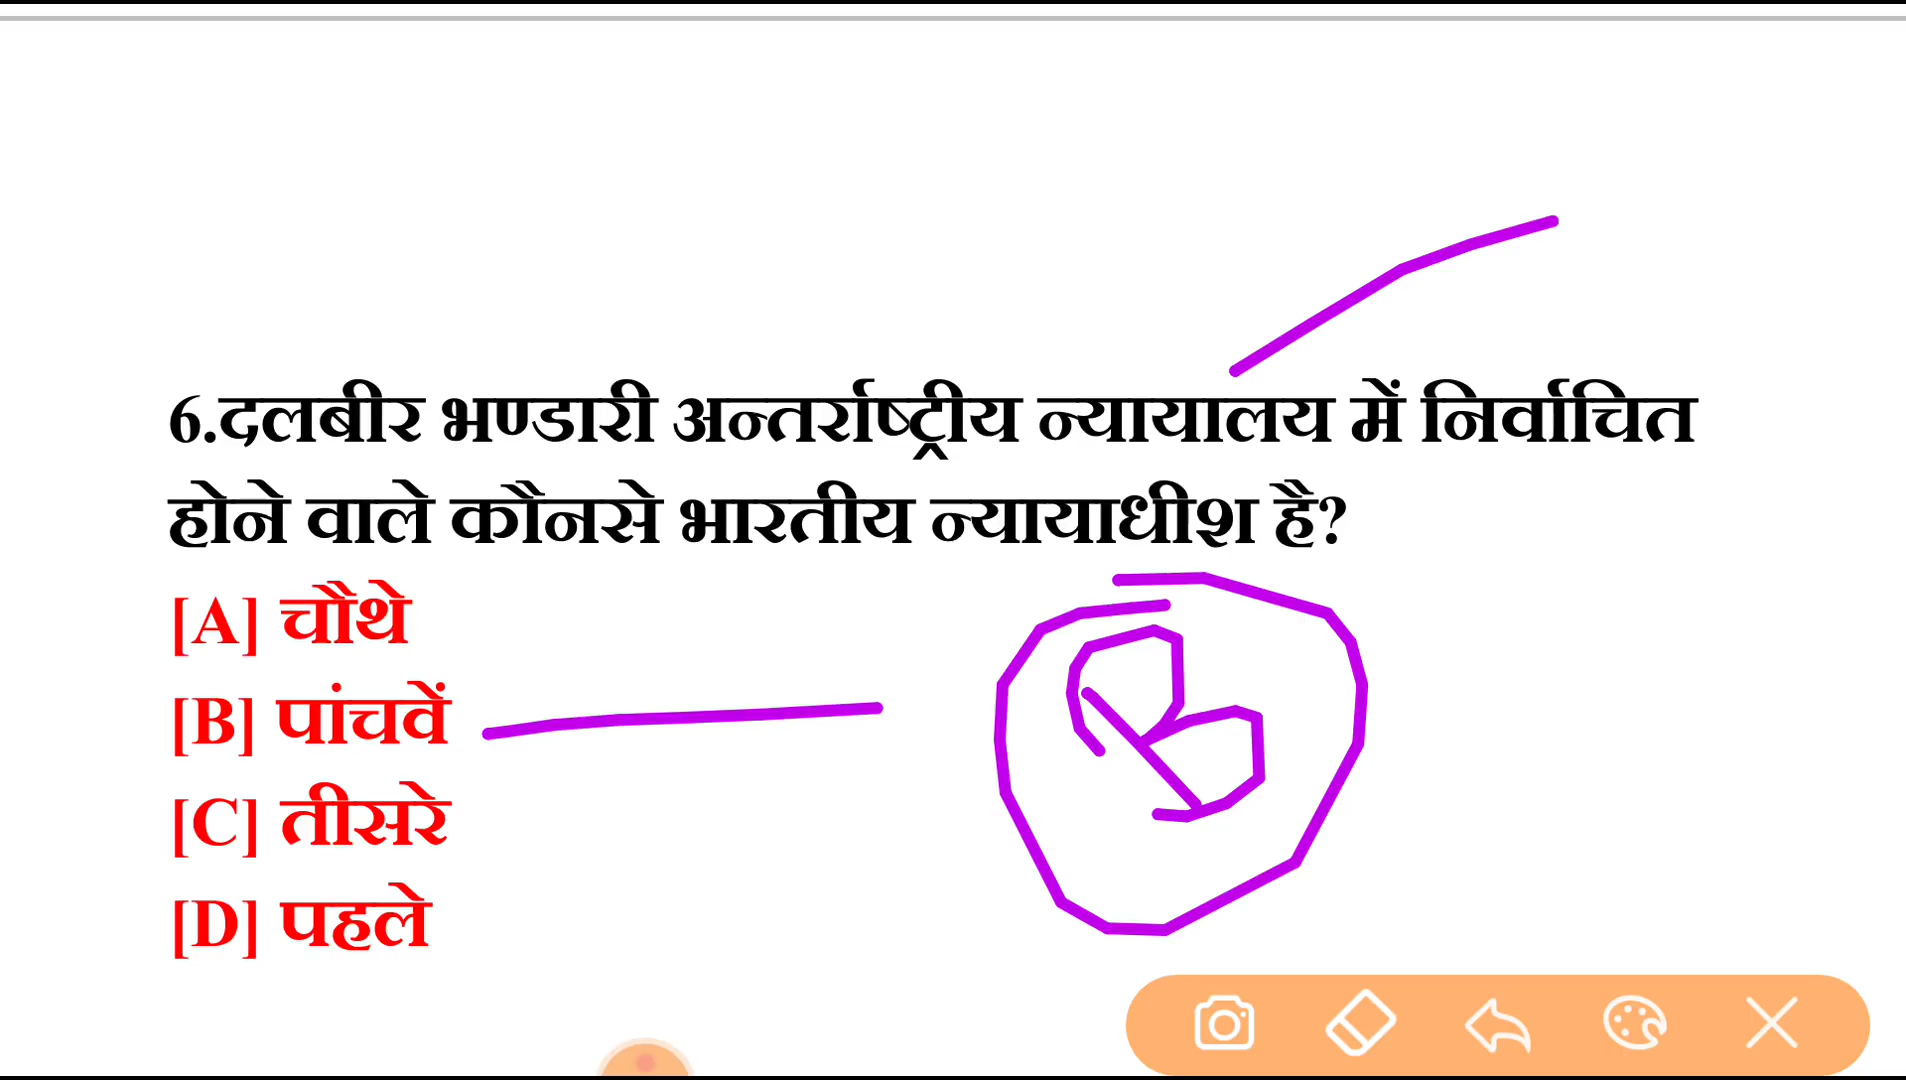 6.दलबीर भण्डारी अन्तर्राष्ट्रीय न्यायालय में निर्वाचित
होने वाले कौनसे भारतीय न्यायाधीश है?
[A] चौथे
[B] पांचवें
[C] तीसरे
[D] पहले
B